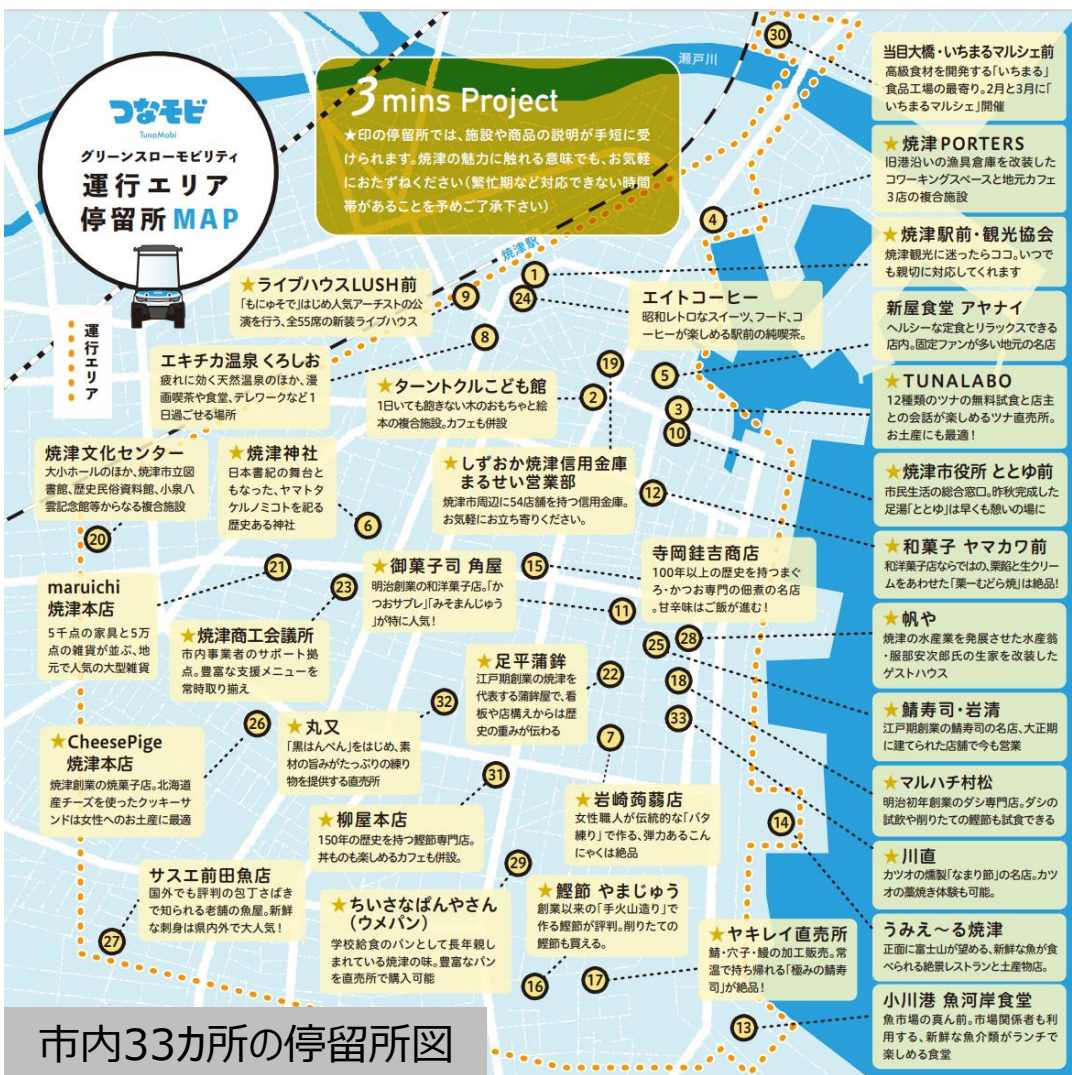 つなモビ
TunaMobi
グリーンスローモビリティ
運行エリア
停留所MAP
運行エリア
3 mins Project
★印の停留所では、施設や商品の説明が手短に受
けられます。焼津の魅力に触れる意味でも、お気軽
におたずねください(繁忙期など対応できない時間
帯があることを予めご了承下さい)
瀬戸川
焼津駅
30
当目大橋・いちまるマルシェ前
高級食材を開発する「いちまる」
食品工場の最寄り。2月と3月に「
いちまるマルシェ」開催
4
★焼津PORTERS
旧港沿いの漁具倉庫を改装した
コワーキングスペースと地元カフェ
3店の複合施設
1
★焼津駅前・観光協会
焼津観光に迷ったらココ。いつで
も親切に対応してくれます
24
エイトコーヒー
昭和レトロなスイーツ、フード、コ
ーヒーが楽しめる駅前の純喫茶。
5
新屋食堂 アヤナイ
ヘルシーな定食とリラックスできる
店内。固定ファンが多い地元の名店
3
★TUNALABO
12種類のツナの無料試食と店主
との会話が楽しめるツナ直売所。
お土産にも最適!
10
★焼津市役所 ととゆ前
市民生活の総合窓口。昨秋完成した
足湯「ととゆ」は早くも憩いの場に
12
★和菓子 ヤマカワ前
和洋菓子店ならではの、栗餡と生クリー
ムをあわせた「栗一むどら焼」は絶品!
28
★帆や
焼津の水産業を発展させた水産翁
・服部安次郎氏の生家を改装した
ゲストハウス
25
★鯖寿司・岩清
江戸期創業の鯖寿司の名店、大正期
に建てられた店舗で今も営業
18
★マルハチ村松
明治初年創業のダシ専門店。ダシの
試飲や削りたての鰹節も試食できる
33
★川直
カツオの燻製「なまり節」の名店。カツ
オの藁焼き体験も可能。
14
うみえ〜る焼津
正面に富士山が望める、新鮮な魚が食
べられる絶景レストランと土産物店。
13
小川港 魚河岸食堂
魚市場の真ん前。市場関係者も利
用する、新鮮な魚介類がランチで
楽しめる食堂
★ライブハウスLUSH前
「もにゅそで」はじめ人気アーチストの公
演を行う、全55席の新装ライブハウス
9
8
エキチカ温泉 くろしお
疲れに効く天然温泉のほか、漫
画喫茶や食堂、テレワークなど1
日過ごせる場所
★ターントクルこども館
1日いても飽きない木のおもちゃと絵
本の複合施設。カフェも併設
2
19
★しずおか焼津信用金庫
まるせい営業部
焼津市周辺に54店舗を持つ信用金庫。
お気軽にお立ち寄りください。
焼津文化センター
大小ホールのほか、焼津市立図
書館、歴史民俗資料館、小泉八
雲記念館等からなる複合施設
20
★焼津神社
日本書紀の舞台と
もなった、ヤマトタ
ケルノミコトを祀る
歴史ある神社
6
21
maruichi
焼津本店
5千点の家具と5万
点の雑貨が並ぶ、地
元で人気の大型雑貨
23
★焼津商工会議所
市内事業者のサポート拠
点。豊富な支援メニューを
常時取り揃え
★御菓子司 角屋
明治創業の和洋菓子店。「か
つおサブレ」「みそまんじゅう
」が特に人気!
11
15
寺岡銈吉商店
100年以上の歴史を持つまぐ
ろ・かつお専門の佃煮の名店
。甘辛味はご飯が進む!
★足平蒲鉾
江戸期創業の焼津を
代表する蒲鉾屋で、看
板や店構えからは歴
史の重みが伝わる
22
7
★岩崎蒟蒻店
女性職人が伝統的な「バタ
練り」で作る、弾力あるこん
にゃくは絶品
26
★CheesePige
焼津本店
焼津創業の焼菓子店。北海道
産チーズを使ったクッキーサ
ンドは女性へのお土産に最適
32
★丸又
「黒はんぺん」をはじめ、素
材の旨みがたっぷりの練り
物を提供する直売所
31
★柳屋本店
150年の歴史を持つ鰹節専門店。
丼ものも楽しめるカフェも併設。
サスエ前田魚店
国外でも評判の包丁さばき
で知られる老舗の魚屋。新鮮
な刺身は県内外で大人気!
27
29
★ちいさなぱんやさん
(ウメパン)
学校給食のパンとして長年親し
まれている焼津の味。豊富なパン
を直売所で購入可能
★鰹節 やまじゅう
創業以来の「手火山造り」で
作る鰹節が評判。削りたての
鰹節も買える。
16
17
★ヤキレイ直売所
鯖・穴子・鰻の加工販売。常
温で持ち帰れる「極みの鯖寿
司」が絶品!
市内33カ所の停留所図